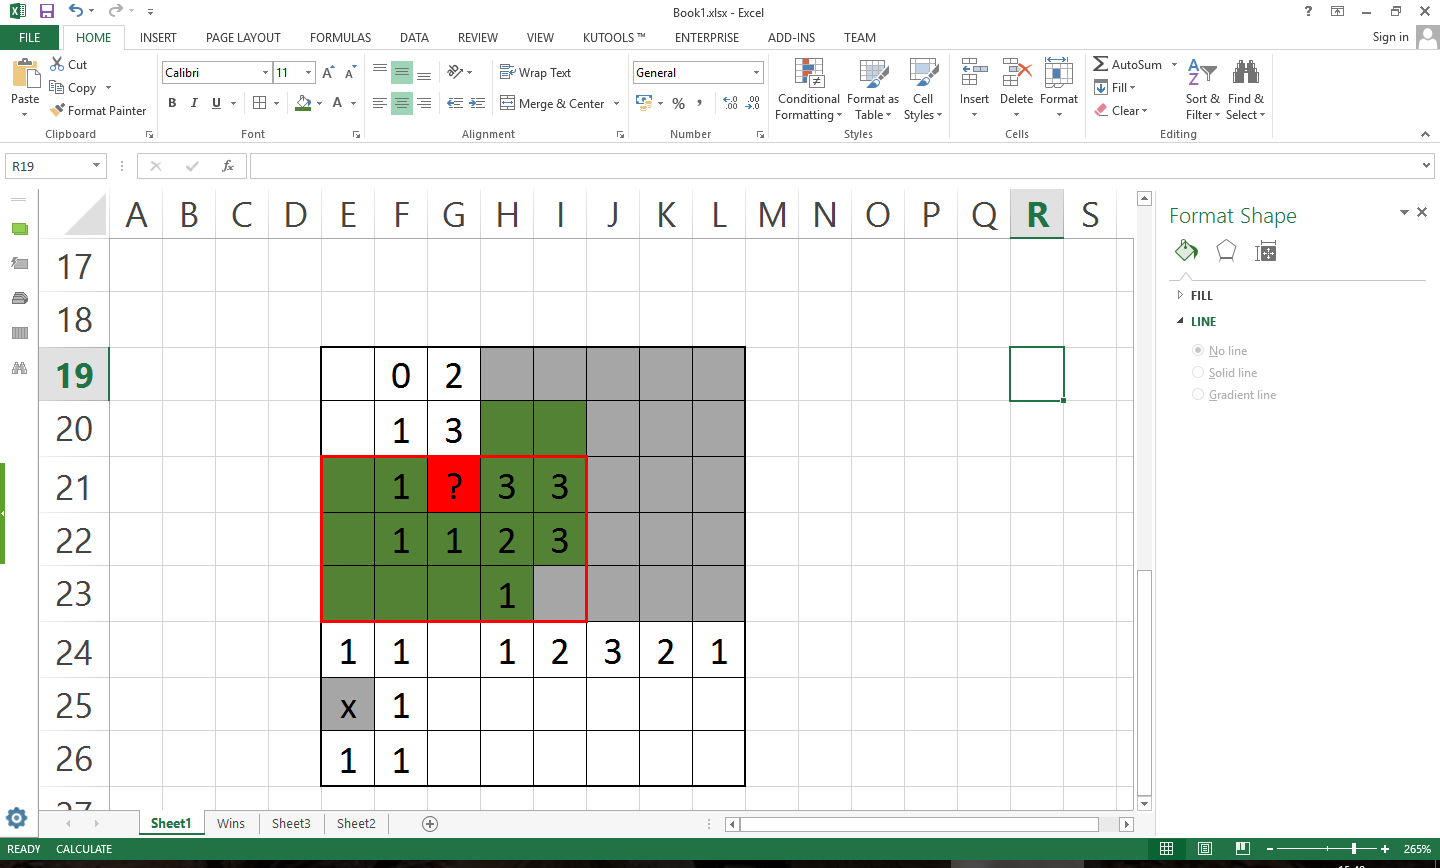 Book1.xlsx - Excel
?
FILE HOME INSERT PAGE LAYOUT FORMULAS DATA REVIEW VIEW KUTOOLS ™ ENTERPRISE ADD-INS TEAM Sign in
Paste
Cut
Copy
Format Painter
Clipboard
Calibri 11 A A
B I U A
Font
Wrap Text
Merge & Center
Alignment
General
% , .00 .00
Number
Conditional Formatting
Format as Table
Cell Styles
Styles
Insert Delete Format
Cells
AutoSum
Fill
Clear
Sort & Filter
Find & Select
Editing
R19 fx
A B C D E F G H I J K L M N O P Q R S
17
18
19 0 2
20 1 3
21 1 ? 3 3
22 1 1 2 3
23 1
24 1 1 1 2 3 2 1
25 x 1
26 1 1
27
Format Shape
FILL
LINE
No line
Solid line
Gradient line
Sheet1 Wins Sheet3 Sheet2
READY CALCULATE 265%